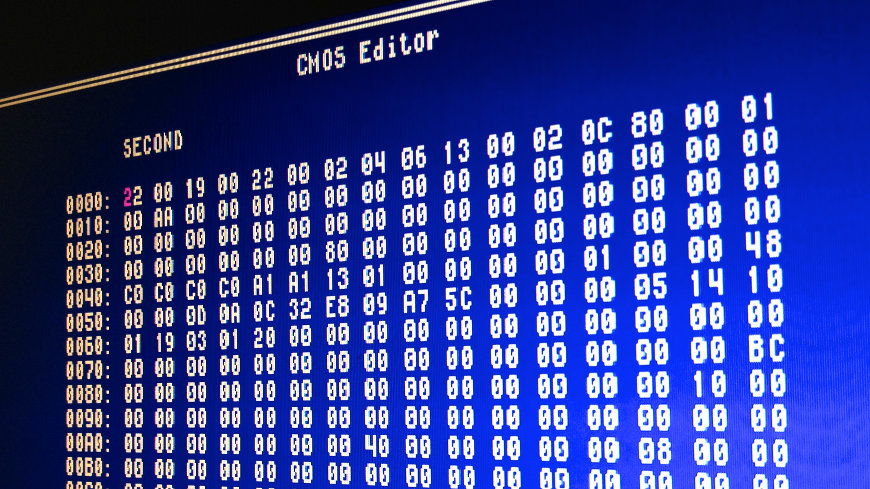 CMOS Editor
SECOND
0000: 22 00 19 00 22 00 02 04 06 13 00 02 0C 80 00 01
0010: 00 AA 00 00 00 00 00 00 00 00 00 00 00 00 00 00
0020: 00 00 00 00 00 00 00 00 00 00 00 00 00 00 00 00
0030: 00 00 00 00 00 00 80 00 00 00 00 00 00 00 00 00
0040: C0 C0 C0 C0 A1 A1 13 01 00 00 00 00 01 00 00 48
0050: 00 00 0D 0A 0C 32 E8 09 A7 5C 00 00 00 05 14 10
0060: 01 19 03 01 20 00 00 00 00 00 00 00 00 00 00 00
0070: 00 00 00 00 00 00 00 00 00 00 00 00 00 00 00 BC
0080: 00 00 00 00 00 00 00 00 00 00 00 00 00 00 10 00
0090: 00 00 00 00 00 00 00 00 00 00 00 00 00 00 00 00
00A0: 00 00 00 00 00 00 00 40 00 00 00 00 00 08 00 00
00B0: 00 00 00 00 00 00 00 00 00 00 00 00 00 00 00 00